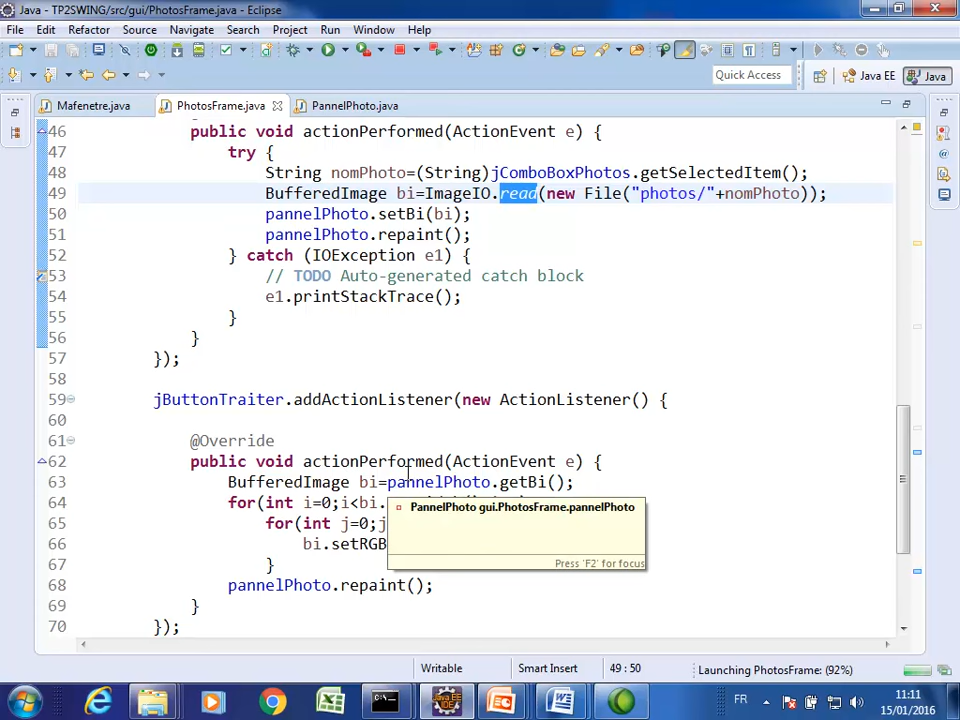 Java - TP2SWING/src/gui/PhotosFrame.java - Eclipse
File Edit Refactor Source Navigate Search Project Run Window Help
Quick Access Java EE Java
Mafenetre.java PhotosFrame.java PannelPhoto.java
46 public void actionPerformed(ActionEvent e) {
47 try {
48 String nomPhoto=(String)jComboBoxPhotos.getSelectedItem();
49 BufferedImage bi=ImageIO.read(new File("photos/"+nomPhoto));
50 pannelPhoto.setBi(bi);
51 pannelPhoto.repaint();
52 } catch (IOException e1) {
53 // TODO Auto-generated catch block
54 e1.printStackTrace();
55 }
56 }
57 });
58
59 jButtonTraiter.addActionListener(new ActionListener() {
60
61 @Override
62 public void actionPerformed(ActionEvent e) {
63 BufferedImage bi=pannelPhoto.getBi();
64 for(int i=0;i<bi.
PannelPhoto gui.PhotosFrame.pannelPhoto
65 for(int j=0;j
66 bi.setRGB
Press 'F2' for focus
67 }
68 pannelPhoto.repaint();
69 }
70 });
Writable Smart Insert 49 : 50 Launching PhotosFrame: (92%)
FR 11:11
15/01/2016